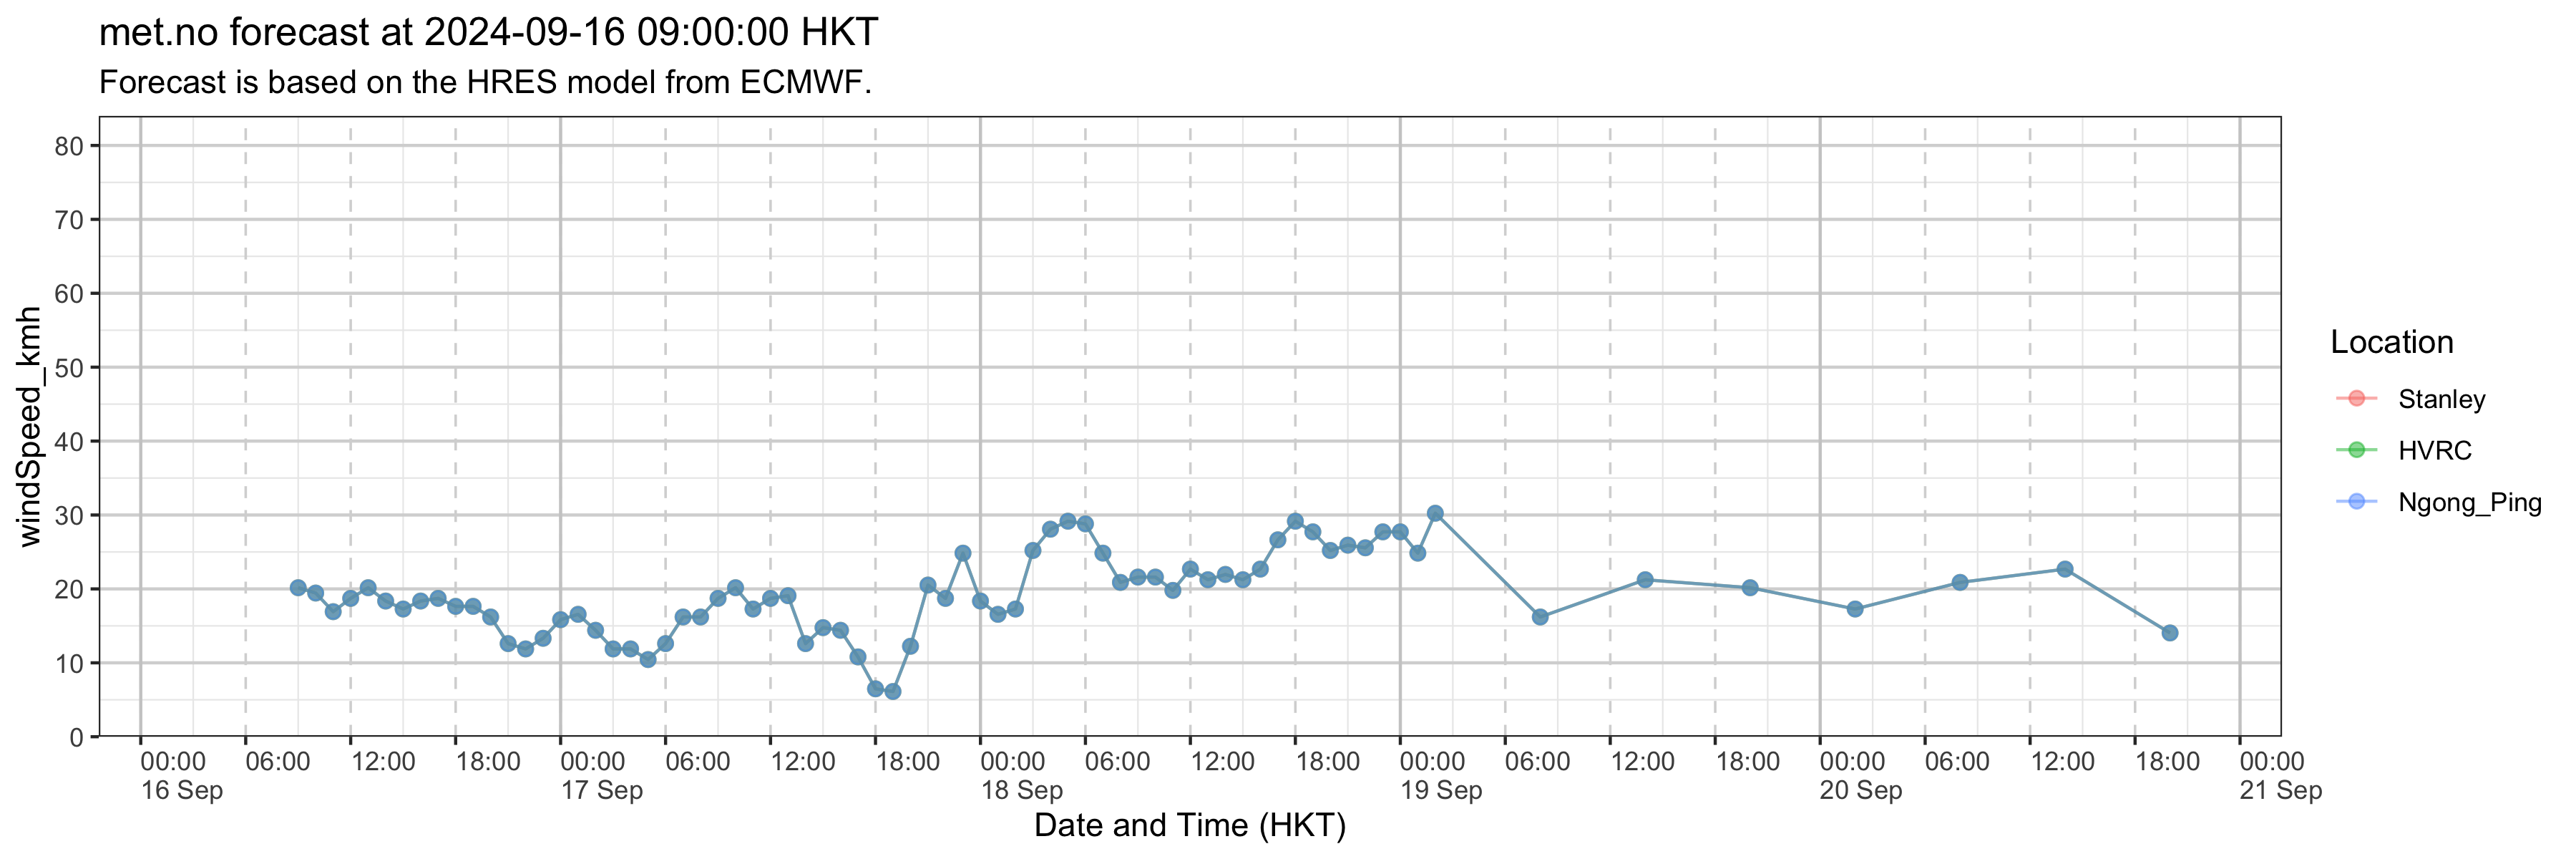 met.no forecast at 2024-09-16 09:00:00 HKT
Forecast is based on the HRES model from ECMWF.
windSpeed_kmh
80
70
60
50
40
30
20
10
0
00:00 06:00 12:00 18:00 00:00 06:00 12:00 18:00 00:00 06:00 12:00 18:00 00:00 06:00 12:00 18:00 00:00 06:00 12:00 18:00 00:00
16 Sep 17 Sep 18 Sep 19 Sep 20 Sep 21 Sep
Date and Time (HKT)
Location
Stanley
HVRC
Ngong_Ping